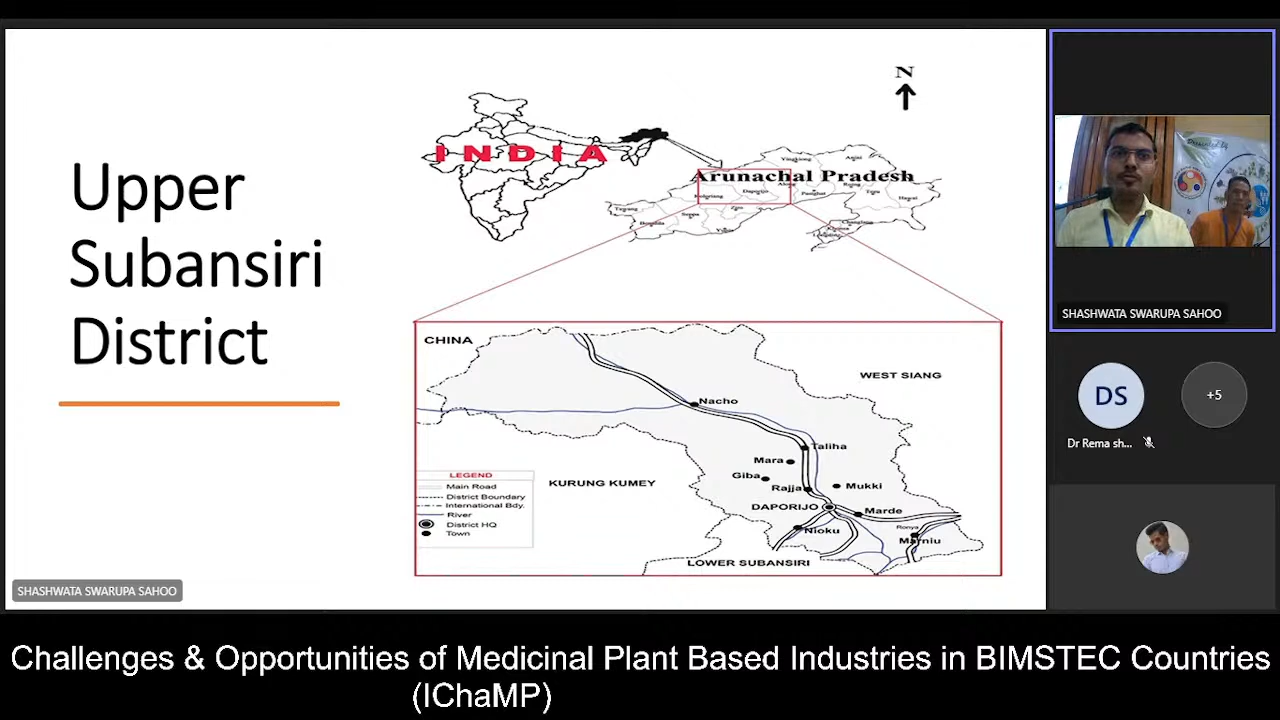 Upper
Subansiri
District
N
INDIA
Arunachal Pradesh
CHINA
WEST SIANG
Nacho
Taliha
Mara
Giba
Rajja
Mukki
KURUNG KUMEY
DAPORIJO
Marde
Nioku
Ronya
Marniu
LOWER SUBANSIRI
LEGEND
Main Road
District Boundary
International Bdy.
River
District HQ
Town
SHASHWATA SWARUPA SAHOO
SHASHWATA SWARUPA SAHOO
DS
+5
Dr Rema sh...
Challenges & Opportunities of Medicinal Plant Based Industries in BIMSTEC Countries
(IChaMP)